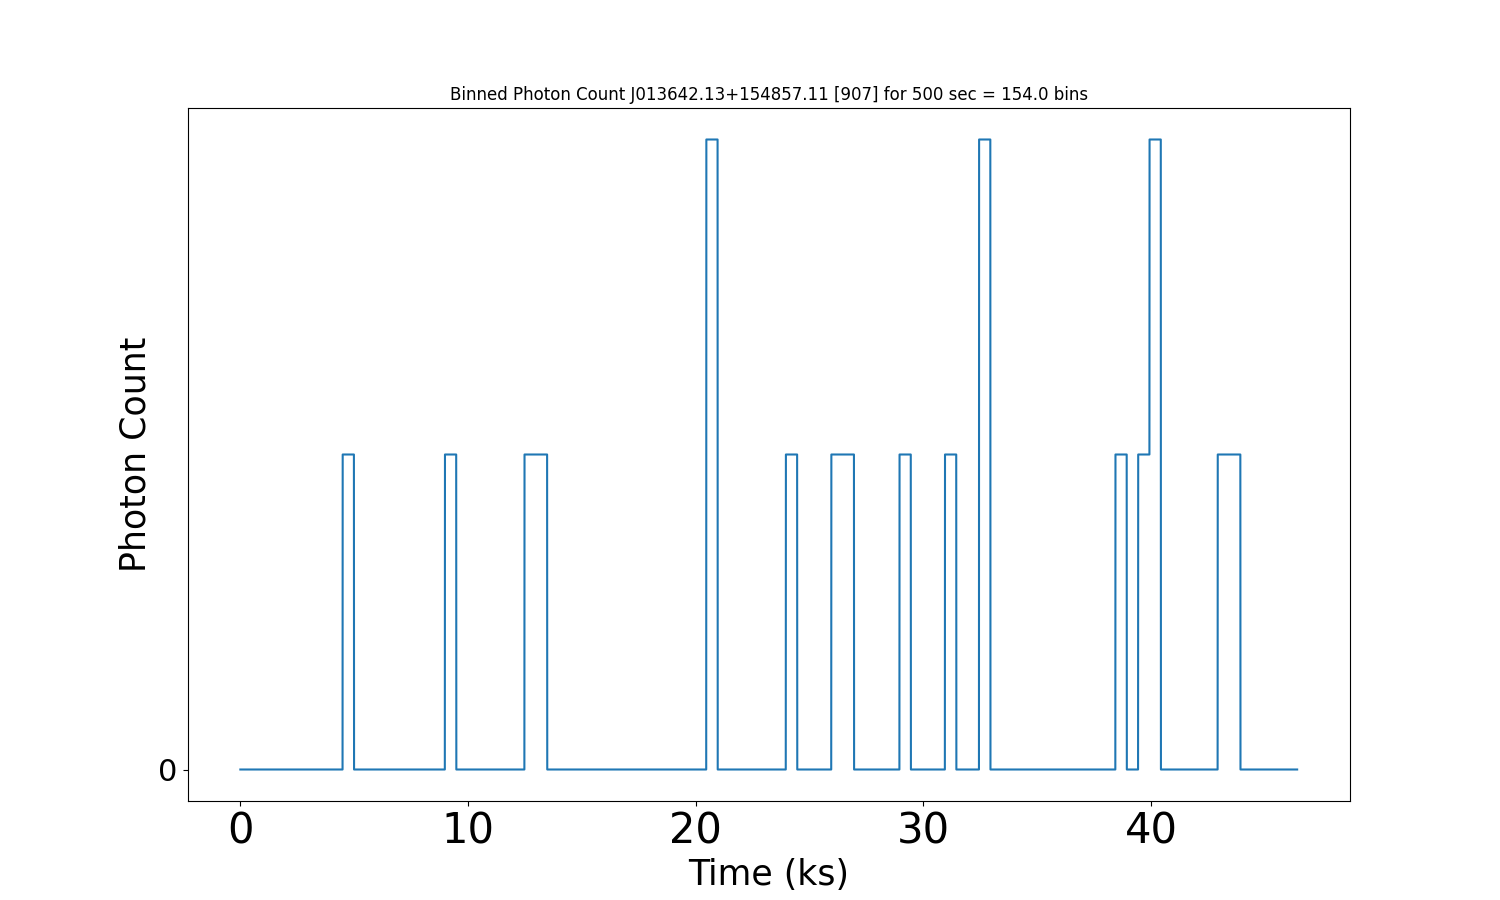 Binned Photon Count J013642.13+154857.11 [907] for 500 sec = 154.0 bins
Photon Count
0
0 10 20 30 40
Time (ks)